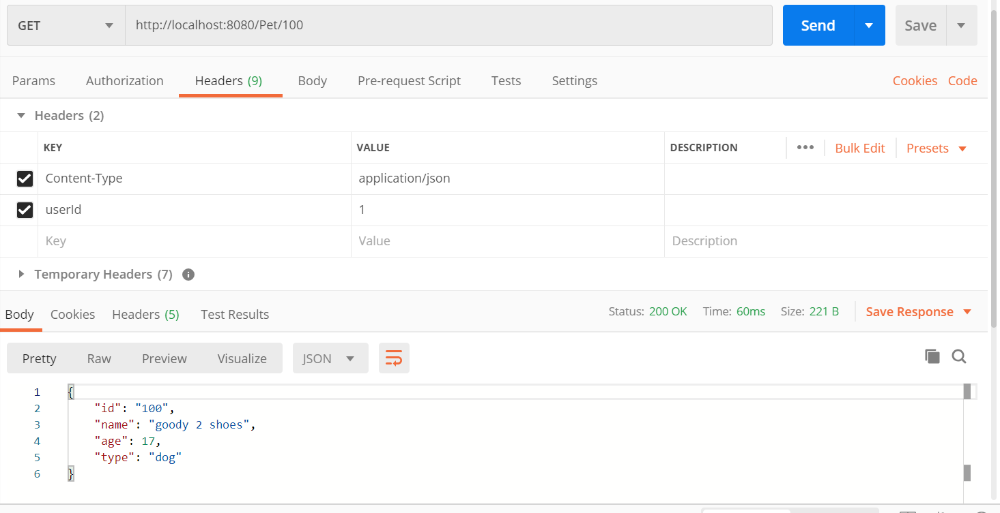 GET http://localhost:8080/Pet/100 Send Save
Params Authorization Headers (9) Body Pre-request Script Tests Settings Cookies Code
Headers (2)
KEY VALUE DESCRIPTION ••• Bulk Edit Presets
Content-Type application/json
userId 1
Key Value Description
Temporary Headers (7) i
Body Cookies Headers (5) Test Results Status: 200 OK Time: 60ms Size: 221 B Save Response
Pretty Raw Preview Visualize JSON
1 {
2 "id": "100",
3 "name": "goody 2 shoes",
4 "age": 17,
5 "type": "dog"
6 }